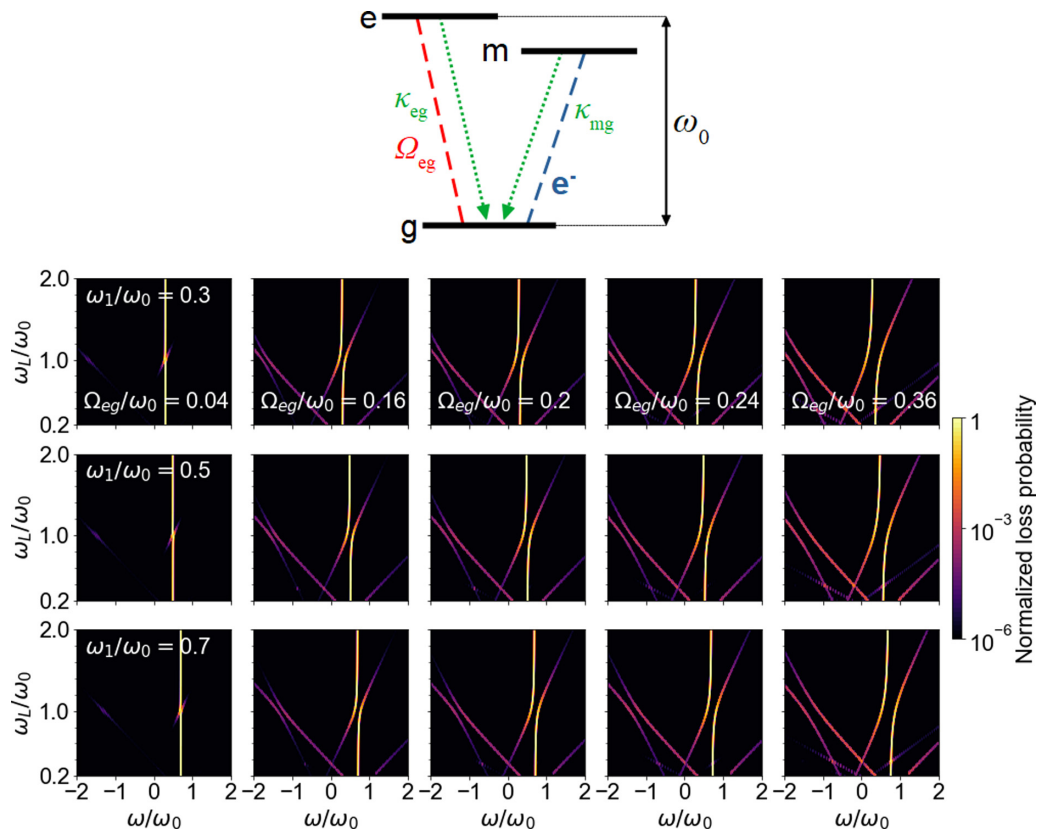 e
m
κeg
Ωeg
κmg
e-
ω0
g
2.0
ω1/ω0 = 0.3
ωL/ω0
1.0
Ωeg/ω0 = 0.04
Ωeg/ω0 = 0.16
Ωeg/ω0 = 0.2
Ωeg/ω0 = 0.24
Ωeg/ω0 = 0.36
0.2
2.0
ω1/ω0 = 0.5
ωL/ω0
1.0
0.2
2.0
ω1/ω0 = 0.7
ωL/ω0
1.0
0.2
−2 −1 0 1 2
−2 −1 0 1 2
−2 −1 0 1 2
−2 −1 0 1 2
−2 −1 0 1 2
ω/ω0
ω/ω0
ω/ω0
ω/ω0
ω/ω0
1
10−3
10−6
Normalized loss probability